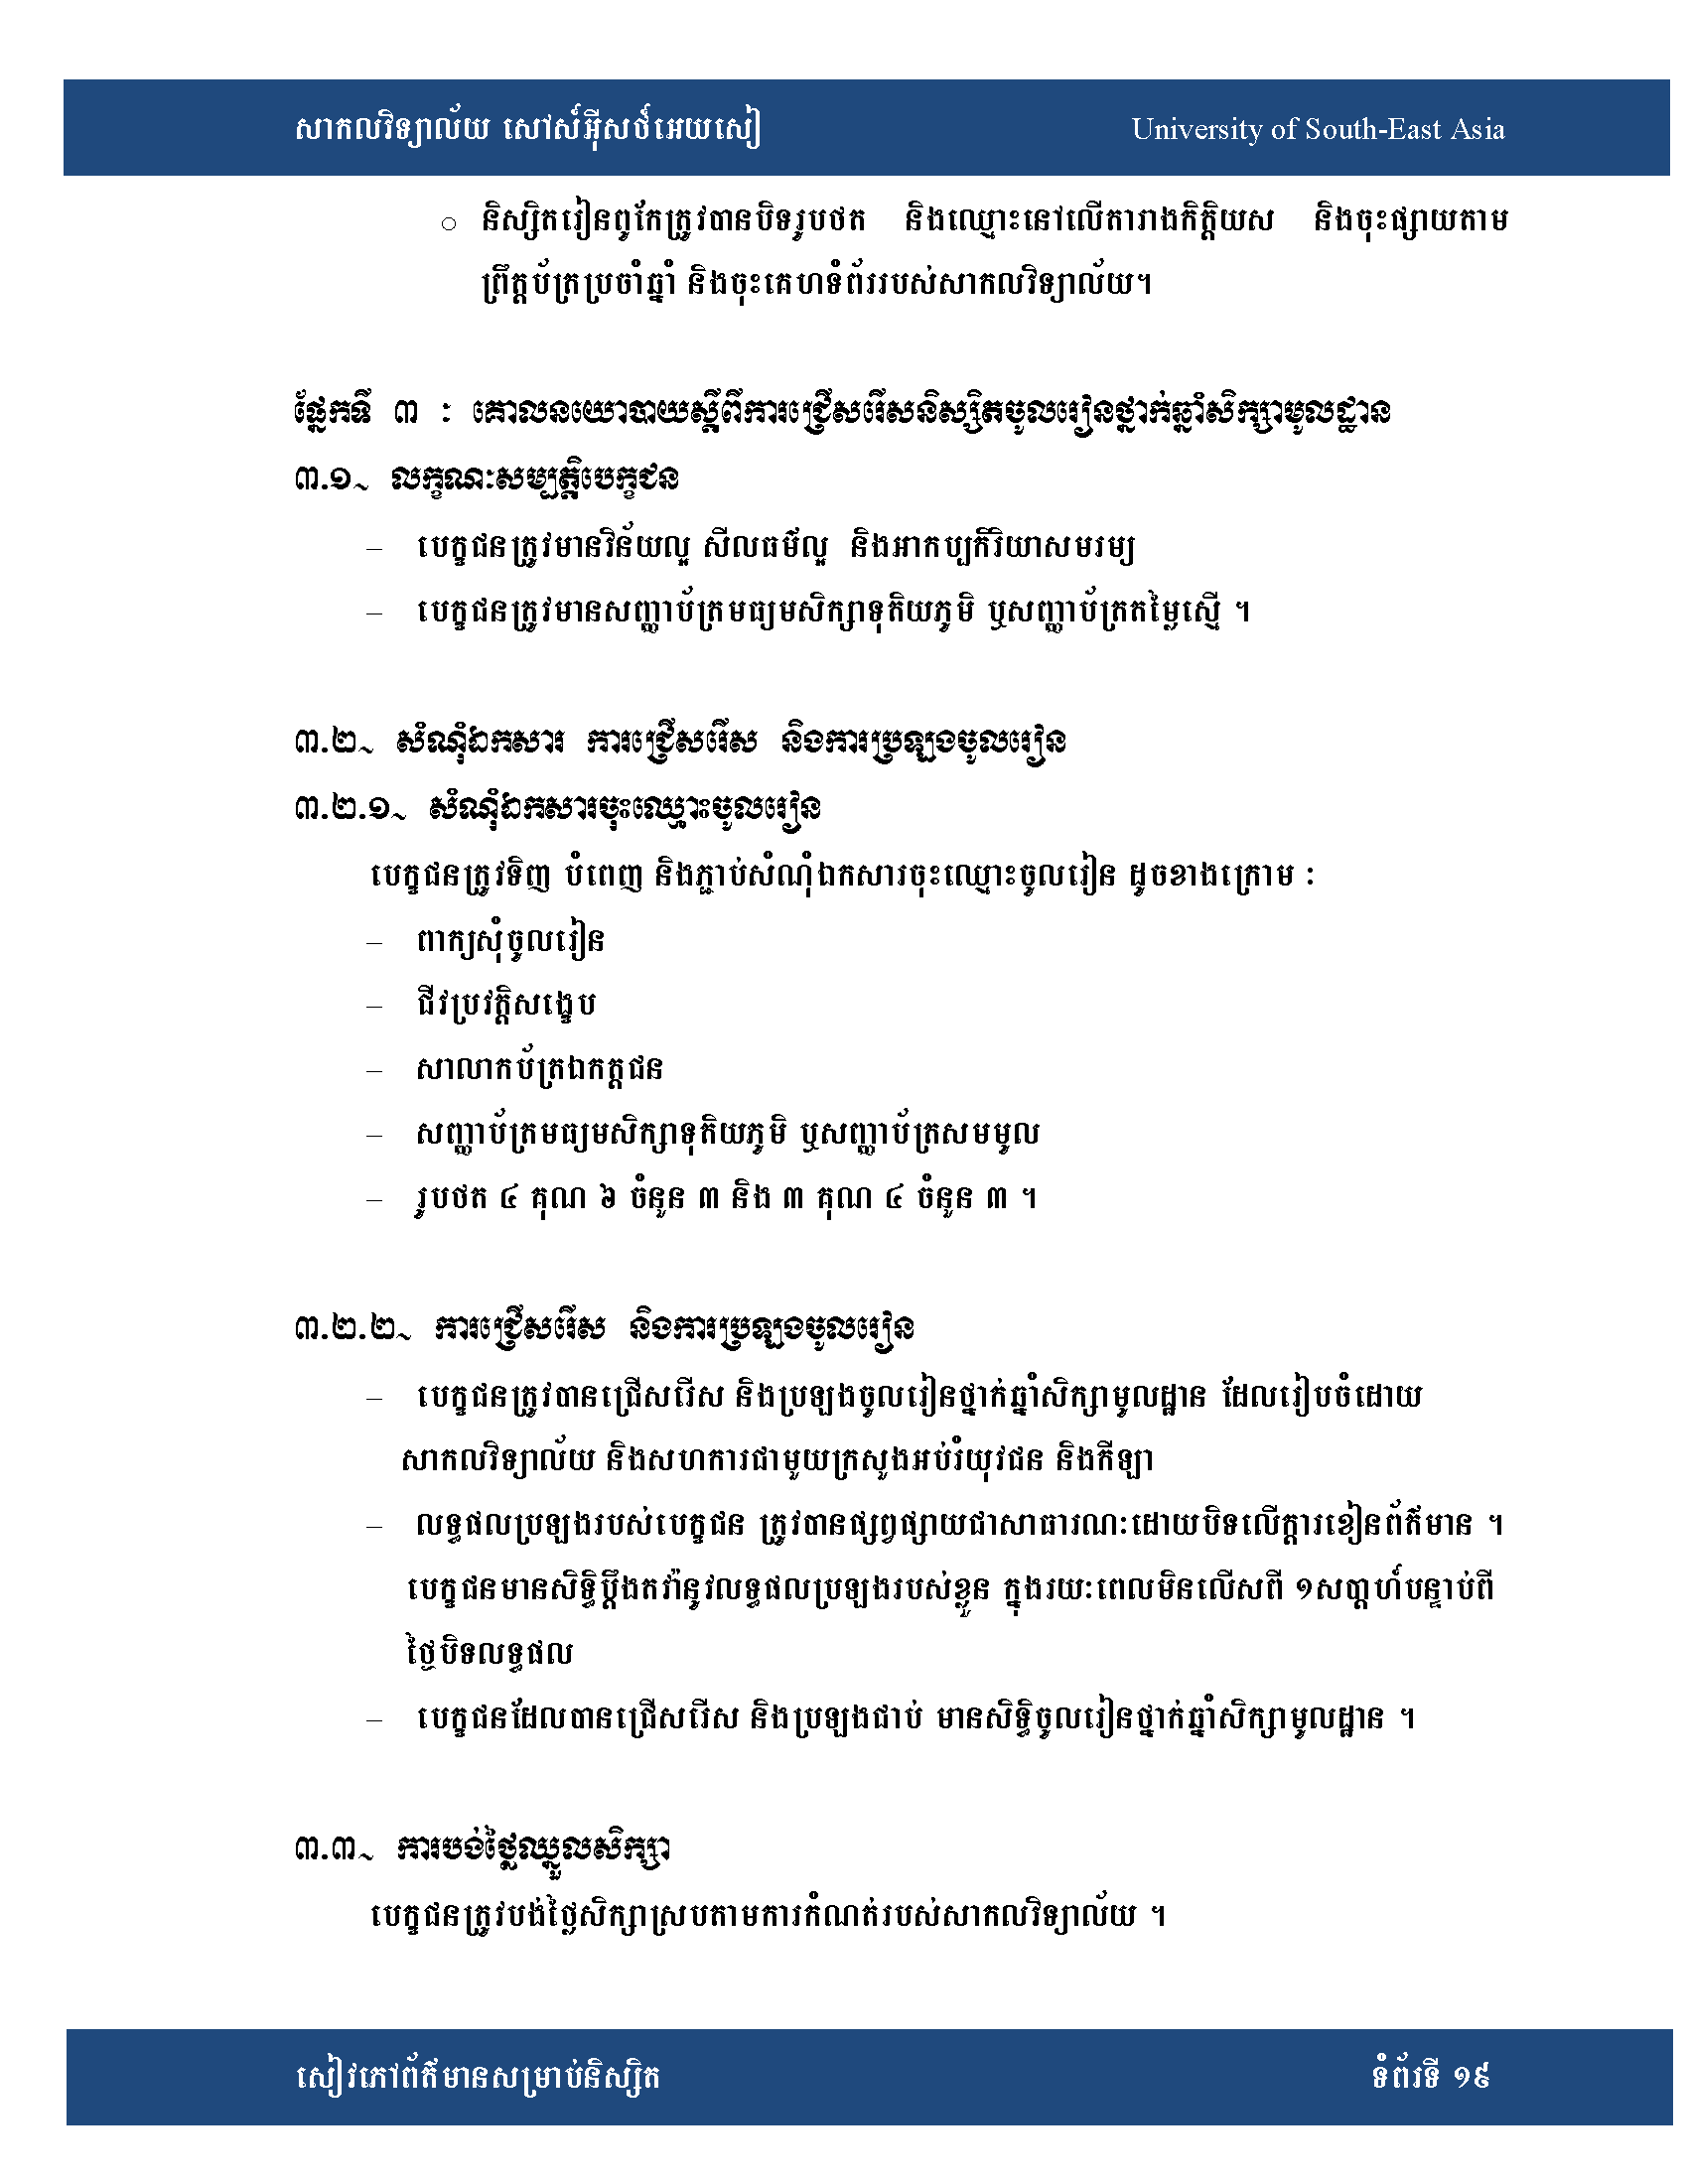 សាកលវិទ្យាល័យ សៅស៍អ៊ីសថ៍អេយសៀ University of South-East Asia
○ និស្សិតរៀនពូកែត្រូវបានបិទរូបថត និងឈ្មោះនៅលើតារាងកិត្តិយស និងចុះផ្សាយតាម
ព្រឹត្តប័ត្រប្រចាំឆ្នាំ និងចុះគេហទំព័ររបស់សាកលវិទ្យាល័យ។
ផ្នែកទី ៣ : គោលនយោបាយស្តីពីការជ្រើសរើសនិស្សិតចូលរៀនថ្នាក់ឆ្នាំសិក្សាមូលដ្ឋាន
៣.១~ លក្ខណៈសម្បត្តិបេក្ខជន
– បេក្ខជនត្រូវមានវិន័យល្អ សីលធម៌ល្អ និងអាកប្បកិរិយាសមរម្យ
– បេក្ខជនត្រូវមានសញ្ញាប័ត្រមធ្យមសិក្សាទុតិយភូមិ ឬសញ្ញាប័ត្រតម្លៃស្មើ ។
៣.២~ សំណុំឯកសារ ការជ្រើសរើស និងការប្រឡងចូលរៀន
៣.២.១~ សំណុំឯកសារចុះឈ្មោះចូលរៀន
បេក្ខជនត្រូវទិញ បំពេញ និងភ្ជាប់សំណុំឯកសារចុះឈ្មោះចូលរៀន ដូចខាងក្រោម :
– ពាក្យសុំចូលរៀន
– ជីវប្រវត្តិសង្ខេប
– សាលាកប័ត្រឯកត្តជន
– សញ្ញាប័ត្រមធ្យមសិក្សាទុតិយភូមិ ឬសញ្ញាប័ត្រសមមូល
– រូបថត ៤ គុណ ៦ ចំនួន ៣ និង ៣ គុណ ៤ ចំនួន ៣ ។
៣.២.២~ ការជ្រើសរើស និងការប្រឡងចូលរៀន
– បេក្ខជនត្រូវបានជ្រើសរើស និងប្រឡងចូលរៀនថ្នាក់ឆ្នាំសិក្សាមូលដ្ឋាន ដែលរៀបចំដោយ
សាកលវិទ្យាល័យ និងសហការជាមួយក្រសួងអប់រំយុវជន និងកីឡា
– លទ្ធផលប្រឡងរបស់បេក្ខជន ត្រូវបានផ្សព្វផ្សាយជាសាធារណៈដោយបិទលើក្តារខៀនព័ត៌មាន ។
បេក្ខជនមានសិទ្ធិប្តឹងតវ៉ានូវលទ្ធផលប្រឡងរបស់ខ្លួន ក្នុងរយៈពេលមិនលើសពី ១សប្តាហ៍បន្ទាប់ពី
ថ្ងៃបិទលទ្ធផល
– បេក្ខជនដែលបានជ្រើសរើស និងប្រឡងជាប់ មានសិទ្ធិចូលរៀនថ្នាក់ឆ្នាំសិក្សាមូលដ្ឋាន ។
៣.៣~ ការបង់ថ្លៃឈ្នួលសិក្សា
បេក្ខជនត្រូវបង់ថ្លៃសិក្សាស្របតាមការកំណត់របស់សាកលវិទ្យាល័យ ។
សៀវភៅព័ត៌មានសម្រាប់និស្សិត ទំព័រទី ១៩